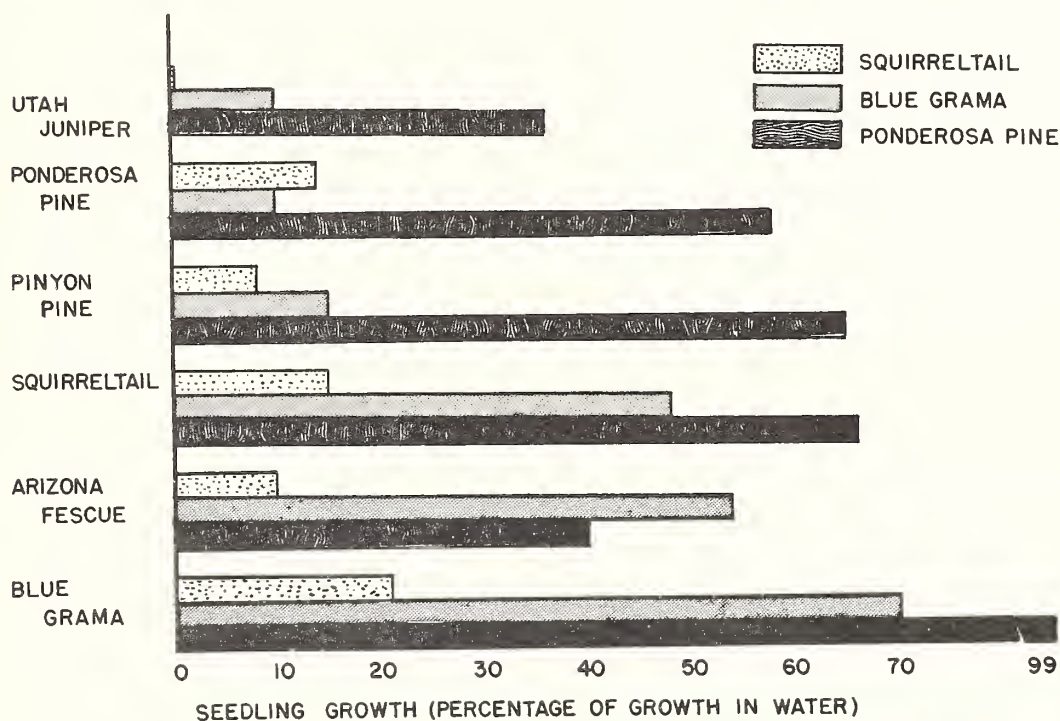 SQUIRRELTAIL
BLUE GRAMA
PONDEROSA PINE
UTAH
JUNIPER
PONDEROSA
PINE
PINYON
PINE
SQUIRRELTAIL
ARIZONA
FESCUE
BLUE
GRAMA
0 10 20 30 40 50 60 70 99
SEEDLING GROWTH (PERCENTAGE OF GROWTH IN WATER)